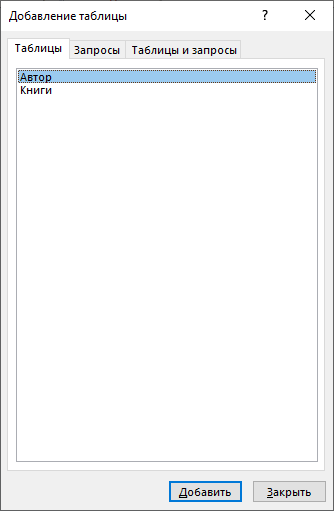 Добавление таблицы ?
Таблицы Запросы Таблицы и запросы
Автор
Книги
Добавить Закрыть